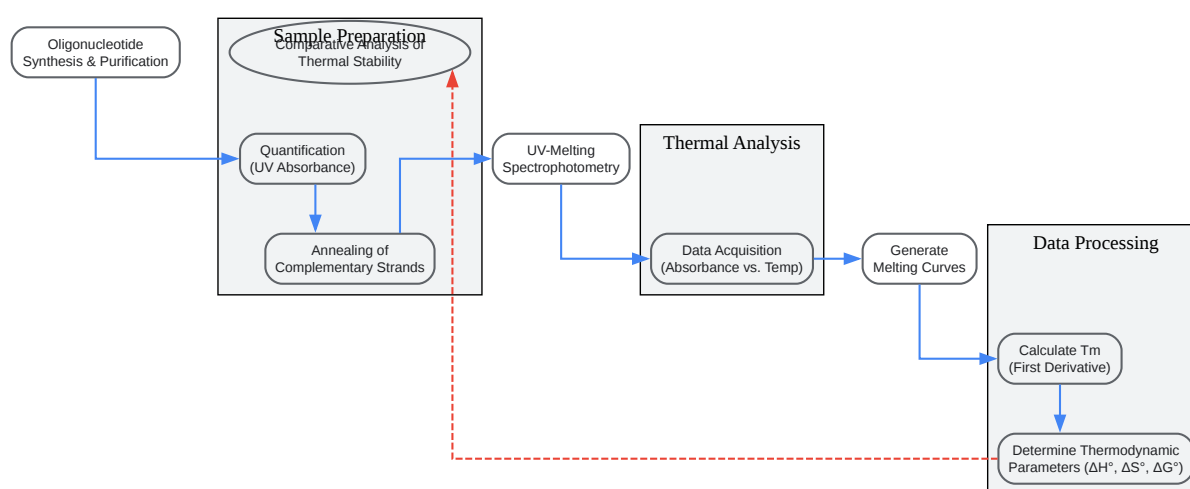 Oligonucleotide
Synthesis & Purification
Sample Preparation
Comparative Analysis of
Thermal Stability
Quantification
(UV Absorbance)
Annealing of
Complementary Strands
UV-Melting
Spectrophotometry
Thermal Analysis
Data Acquisition
(Absorbance vs. Temp)
Generate
Melting Curves
Data Processing
Calculate Tm
(First Derivative)
Determine Thermodynamic
Parameters (ΔH°, ΔS°, ΔG°)